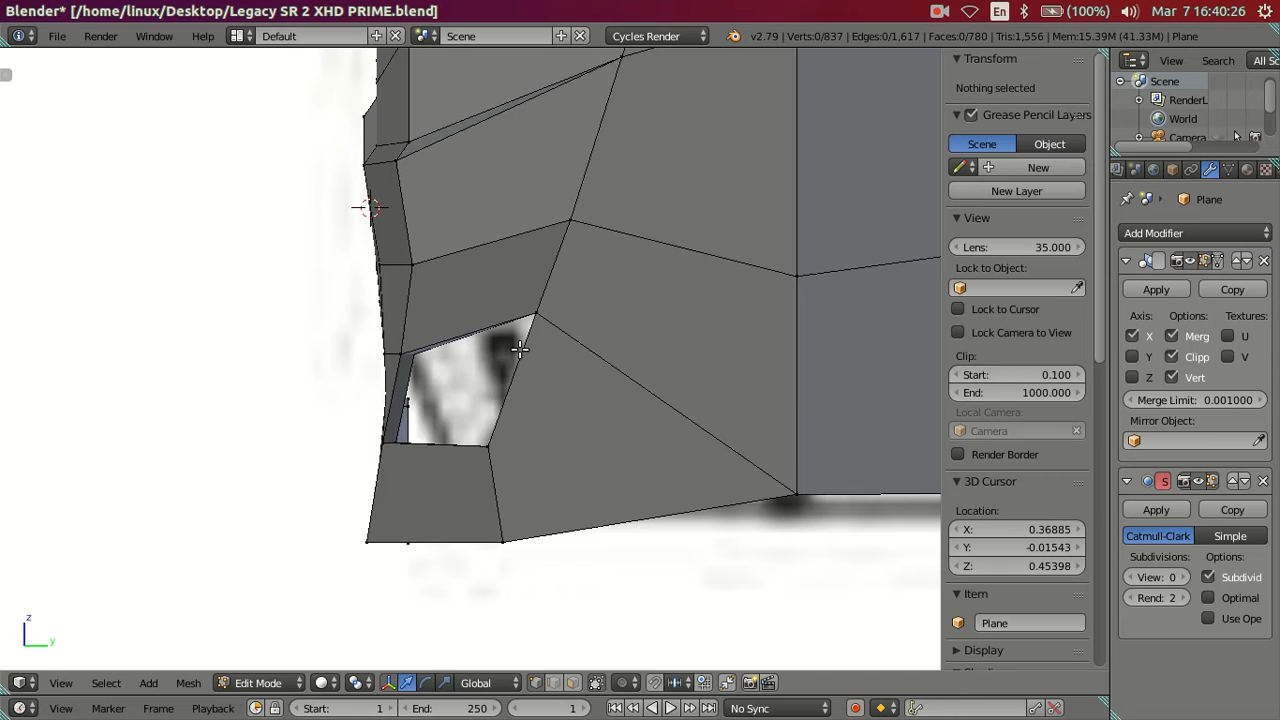 Blender* [/home/linux/Desktop/Legacy SR 2 XHD PRIME.blend]
En (100%) Mar 7 16:40:26
File Render Window Help Default Scene Cycles Render v2.79 | Verts:0/837 | Edges:0/1,617 | Faces:0/780 | Tris:1,556 | Mem:15.39M (41.33M) | Plane
Transform
Nothing selected
Grease Pencil Layers
Scene Object
New
New Layer
View
Lens: 35.000
Lock to Object:
Lock to Cursor
Lock Camera to View
Clip:
Start: 0.100
End: 1000.000
Local Camera:
Camera
Render Border
3D Cursor
Location:
X: 0.36885
Y: -0.01543
Z: 0.45398
Item
Plane
Display
View Search All Sc
Scene
RenderL
World
Camera
Plane
Add Modifier
Apply Copy
Axis: Options: Textures:
X Merg U
Y Clipp V
Z Vert
Merge Limit: 0.001000
Mirror Object:
S
Apply Copy
Catmull-Clark Simple
Subdivisions: Options:
View: 0 Subdivid
Rend: 2 Optimal
Use Ope
z
y
View Select Add Mesh Edit Mode Global
View Marker Frame Playback Start: 1 End: 250 1 No Sync